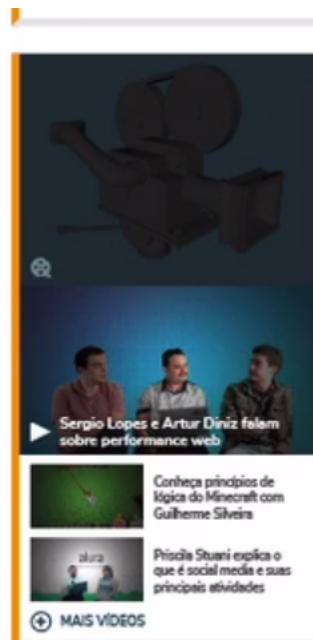 Sergio Lopes e Artur Diniz falam
sobre performance web
Conheça princípios de
lógica do Minecraft com
Guilherme Silveira
alura
Priscila Stuani explica o
que é social media e suas
principais atividades
MAIS VÍDEOS